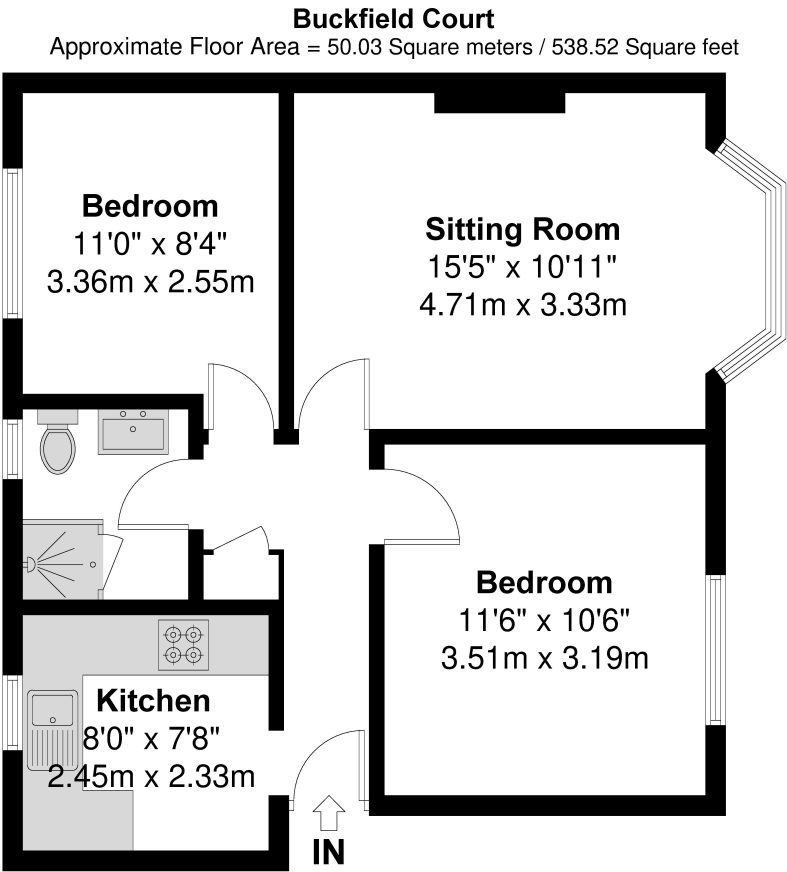 Buckfield Court
Approximate Floor Area = 50.03 Square meters / 538.52 Square feet
Bedroom
11'0" x 8'4"
3.36m x 2.55m
Sitting Room
15'5" x 10'11"
4.71m x 3.33m
Bedroom
11'6" x 10'6"
3.51m x 3.19m
Kitchen
8'0" x 7'8"
2.45m x 2.33m
IN